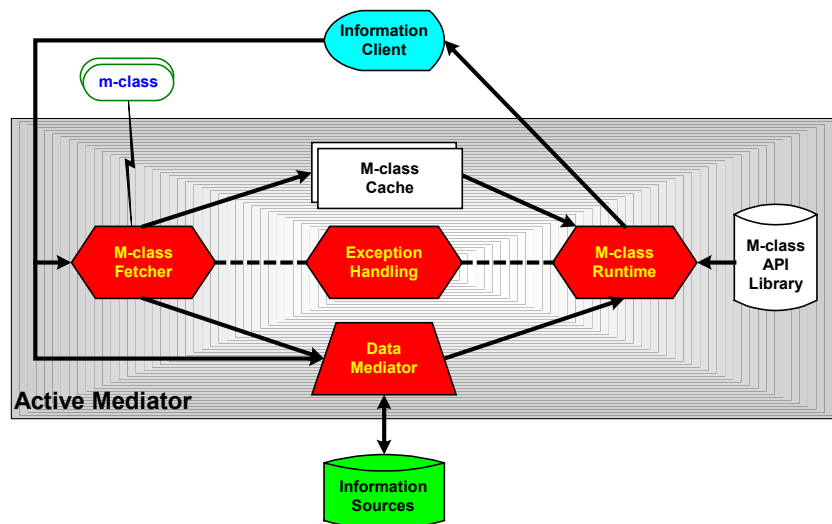 Information
Client
m-class
M-class
Cache
M-class
Fetcher
Exception
Handling
M-class
Runtime
M-class
API
Library
Data
Mediator
Active Mediator
Information
Sources